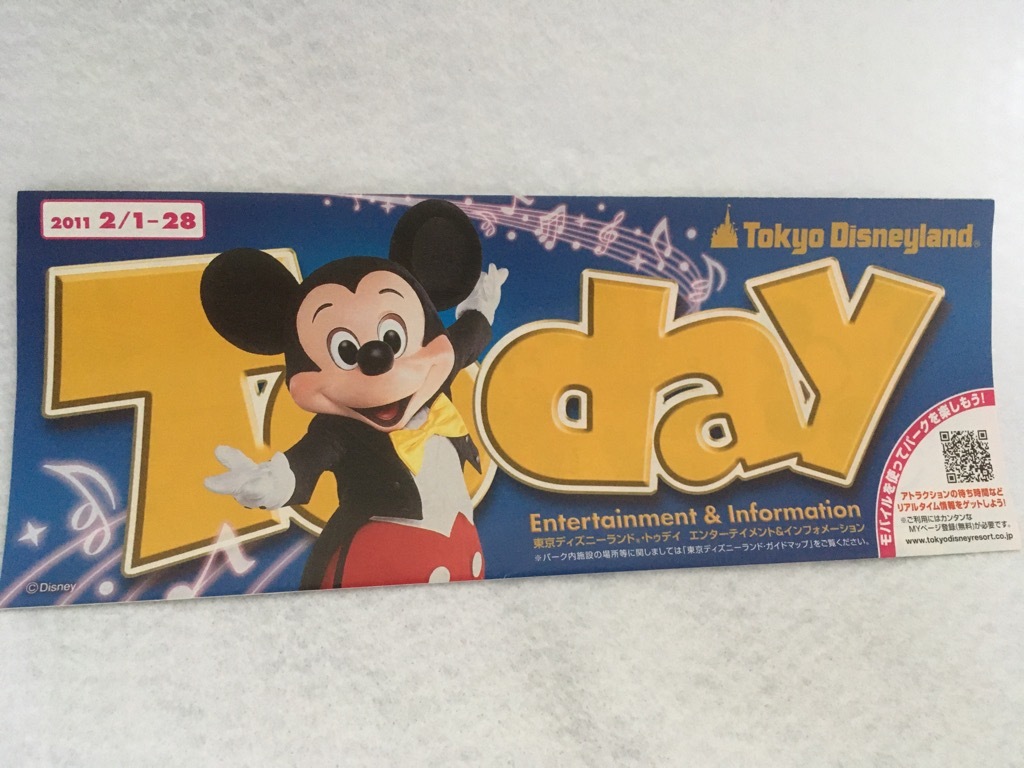 2011 2/1-28
Tokyo Disneyland®
Today
Entertainment & Information
東京ディズニーランド®・トゥデイ エンターテイメント&インフォメーション
※パーク内施設の場所等に関しましては「東京ディズニーランド・ガイドマップ」をご覧ください。
モバイルを使ってパークを楽しもう!
アトラクションの待ち時間など
リアルタイム情報をゲットしよう!
※ご利用にはカンタンな
MYページ登録(無料)が必要です。
www.tokyodisneyresort.co.jp
©Disney